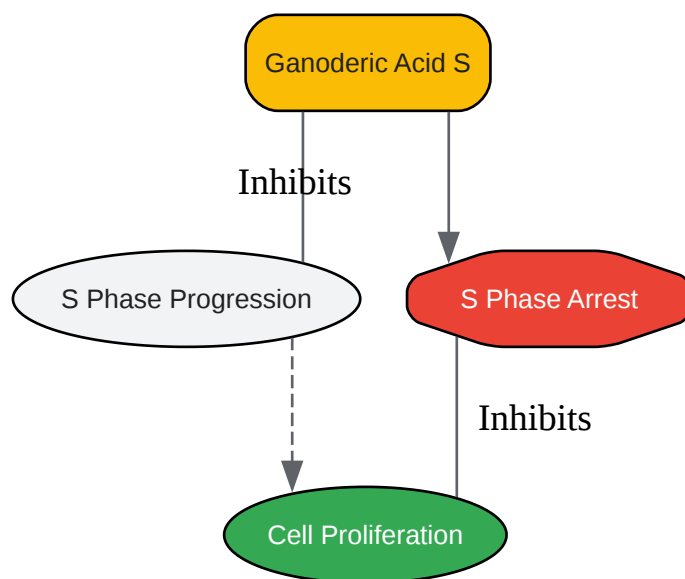 Ganoderic Acid S
Inhibits
S Phase Progression
S Phase Arrest
Inhibits
Cell Proliferation